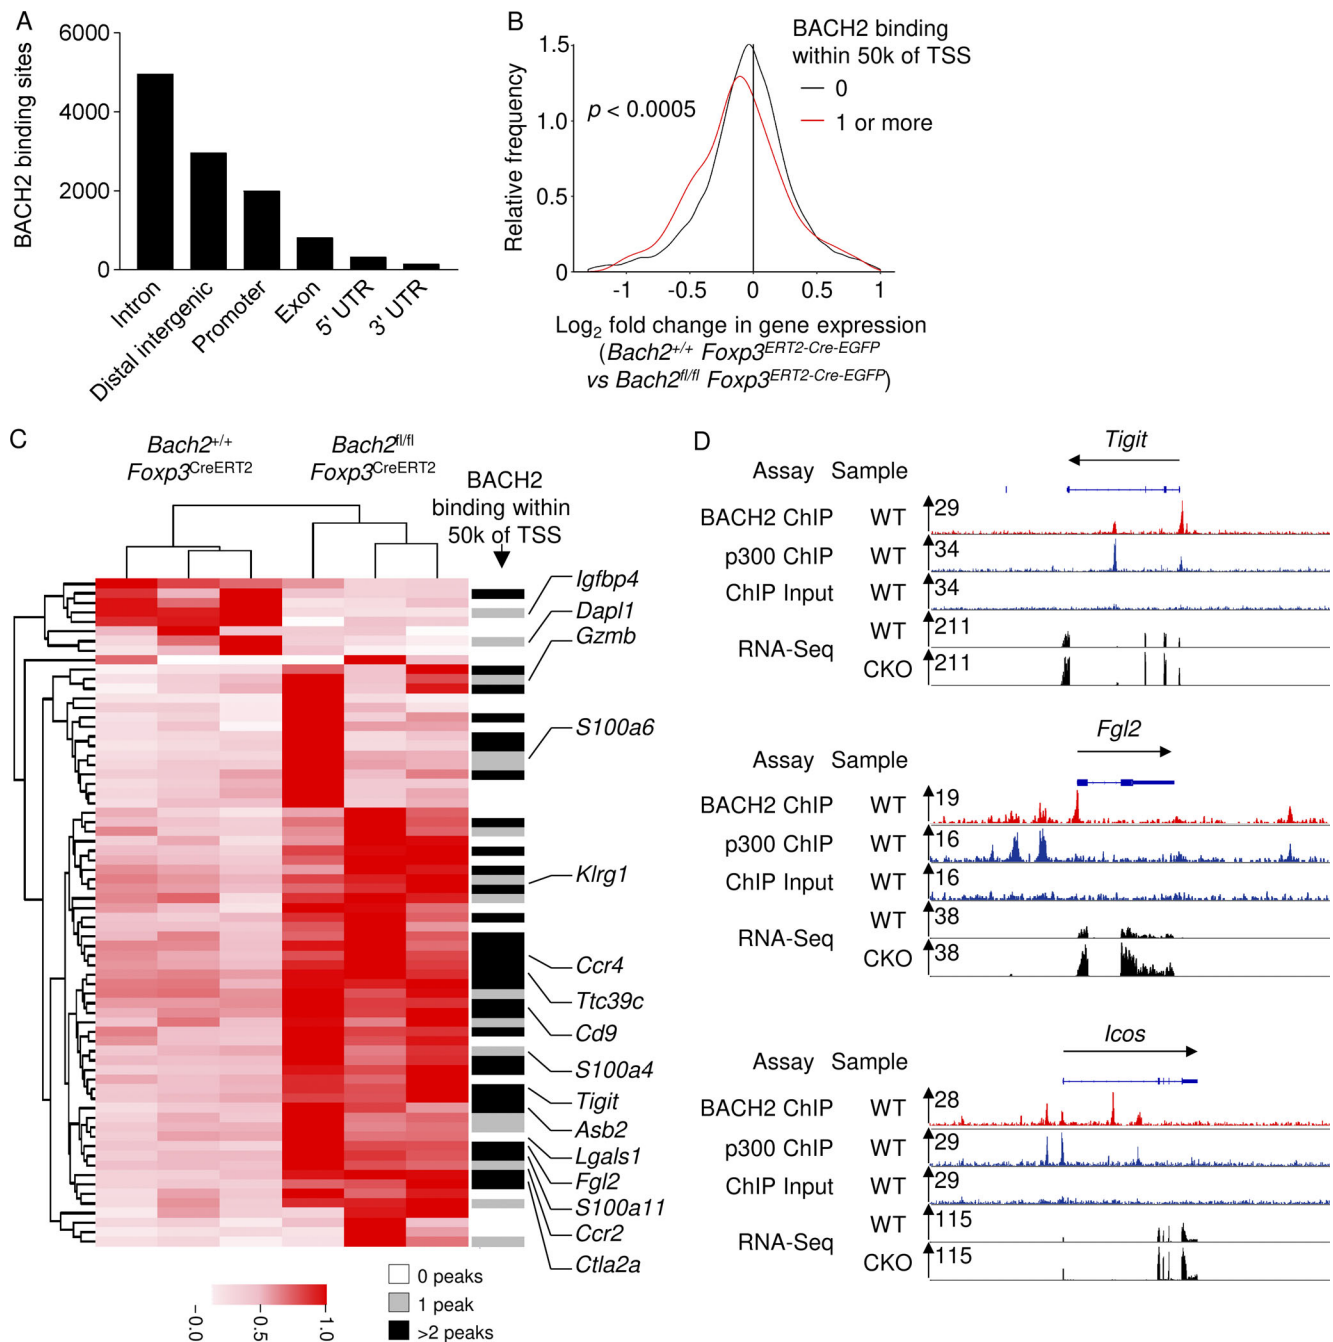 A
BACH2 binding sites
6000
4000
2000
0
Intron
Distal intergenic
Promoter
Exon
5' UTR
3' UTR
B
BACH2 binding
within 50k of TSS
0
1 or more
p < 0.0005
Relative frequency
1.5
1.0
0.5
0
-1
-0.5
0
0.5
1
Log2 fold change in gene expression
(Bach2+/+ Foxp3ERT2-Cre-EGFP
vs Bach2fl/fl Foxp3ERT2-Cre-EGFP)
C
Bach2+/+
Foxp3CreERT2
Bach2fl/fl
Foxp3CreERT2
BACH2
binding within
50k of TSS
Igfbp4
Dapl1
Gzmb
S100a6
Klrg1
Ccr4
Ttc39c
Cd9
S100a4
Tigit
Asb2
Lgals1
Fgl2
S100a11
Ccr2
Ctla2a
0.0
0.5
1.0
0 peaks
1 peak
>2 peaks
D
Tigit
Assay Sample
BACH2 ChIP WT 29
p300 ChIP WT 34
ChIP Input WT 34
RNA-Seq
WT 211
CKO 211
Fgl2
Assay Sample
BACH2 ChIP WT 19
p300 ChIP WT 16
ChIP Input WT 16
RNA-Seq
WT 38
CKO 38
Icos
Assay Sample
BACH2 ChIP WT 28
p300 ChIP WT 29
ChIP Input WT 29
RNA-Seq
WT 115
CKO 115